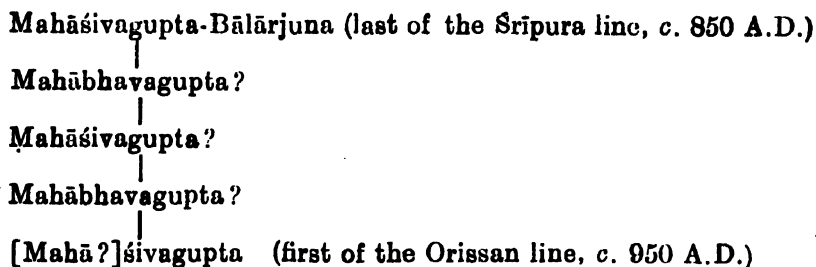 Mahāśivagupta-Bālārjuna (last of the Śrīpura line, c. 850 A.D.)
Mahābhavagupta?
Mahāśivagupta?
Mahābhavagupta?
[Mahā?]śivagupta (first of the Orissan line, c. 950 A.D.)